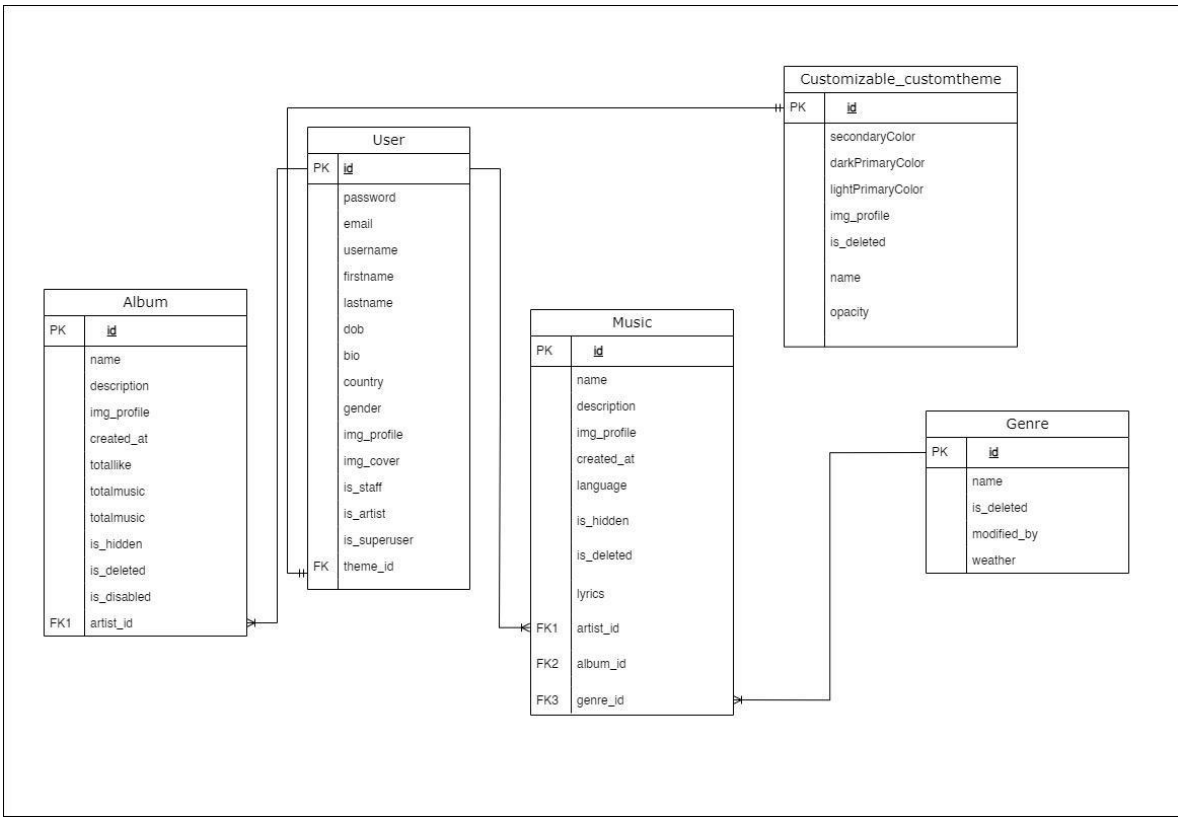 Customizable_customtheme
PK id
secondaryColor
darkPrimaryColor
lightPrimaryColor
img_profile
is_deleted
name
opacity
User
PK id
password
email
username
firstname
lastname
dob
bio
country
gender
img_profile
img_cover
is_staff
is_artist
is_superuser
FK theme_id
Album
PK id
name
description
img_profile
created_at
totallike
totalmusic
totalmusic
is_hidden
is_deleted
is_disabled
FK1 artist_id
Music
PK id
name
description
img_profile
created_at
language
is_hidden
is_deleted
lyrics
FK1 artist_id
FK2 album_id
FK3 genre_id
Genre
PK id
name
is_deleted
modified_by
weather